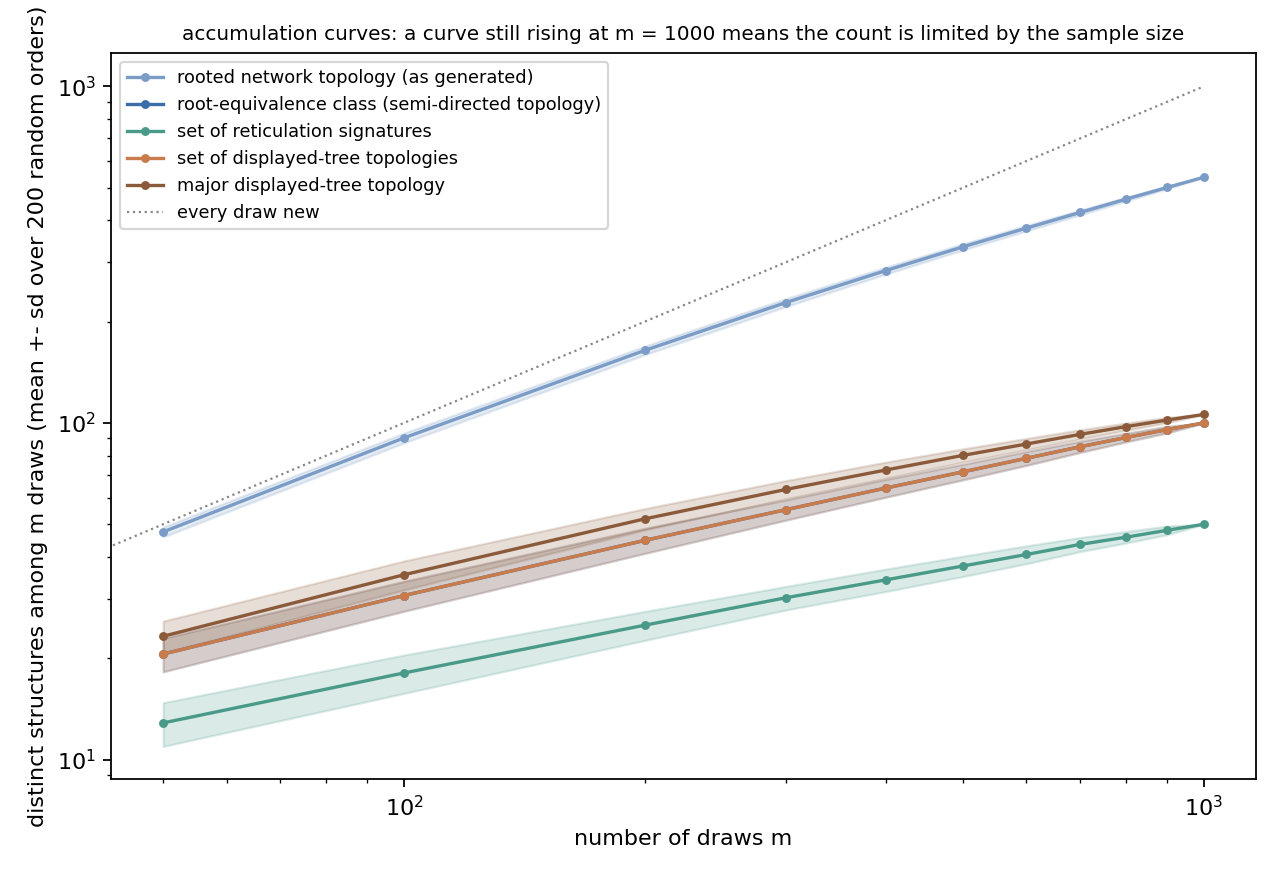 accumulation curves: a curve still rising at m = 1000 means the count is limited by the sample size
distinct structures among m draws (mean +- sd over 200 random orders)
10³
10²
10¹
rooted network topology (as generated)
root-equivalence class (semi-directed topology)
set of reticulation signatures
set of displayed-tree topologies
major displayed-tree topology
every draw new
10²
10³
number of draws m